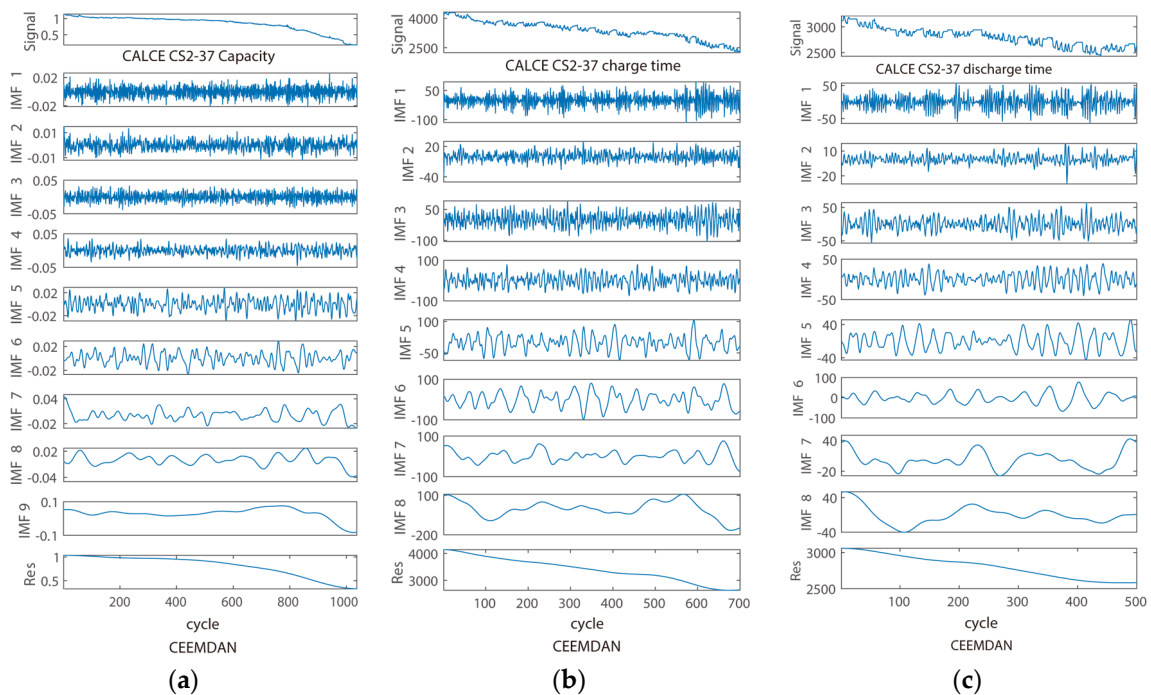 Signal
1
0.5
CALCE CS2-37 Capacity
IMF 1
0.02
-0.02
IMF 2
0.01
-0.01
IMF 3
0.05
-0.05
IMF 4
0.05
-0.05
IMF 5
0.02
-0.02
IMF 6
0.02
-0.02
IMF 7
0.04
-0.02
IMF 8
0.02
-0.04
IMF 9
0.1
-0.1
Res
1
0.5
200 400 600 800 1000
cycle
CEEMDAN
(a)
Signal
4000
2500
CALCE CS2-37 charge time
IMF 1
50
-100
IMF 2
20
-40
IMF 3
50
-100
IMF 4
100
-100
IMF 5
100
-50
IMF 6
100
-100
IMF 7
100
-100
IMF 8
100
-200
Res
4000
3000
100 200 300 400 500 600 700
cycle
CEEMDAN
(b)
Signal
3000
2500
CALCE CS2-37 discharge time
IMF 1
50
-50
IMF 2
10
-20
IMF 3
50
-50
IMF 4
50
-50
IMF 5
40
-40
IMF 6
100
0
-100
IMF 7
40
-20
IMF 8
40
-40
Res
3000
2500
100 200 300 400 500
cycle
CEEMDAN
(c)